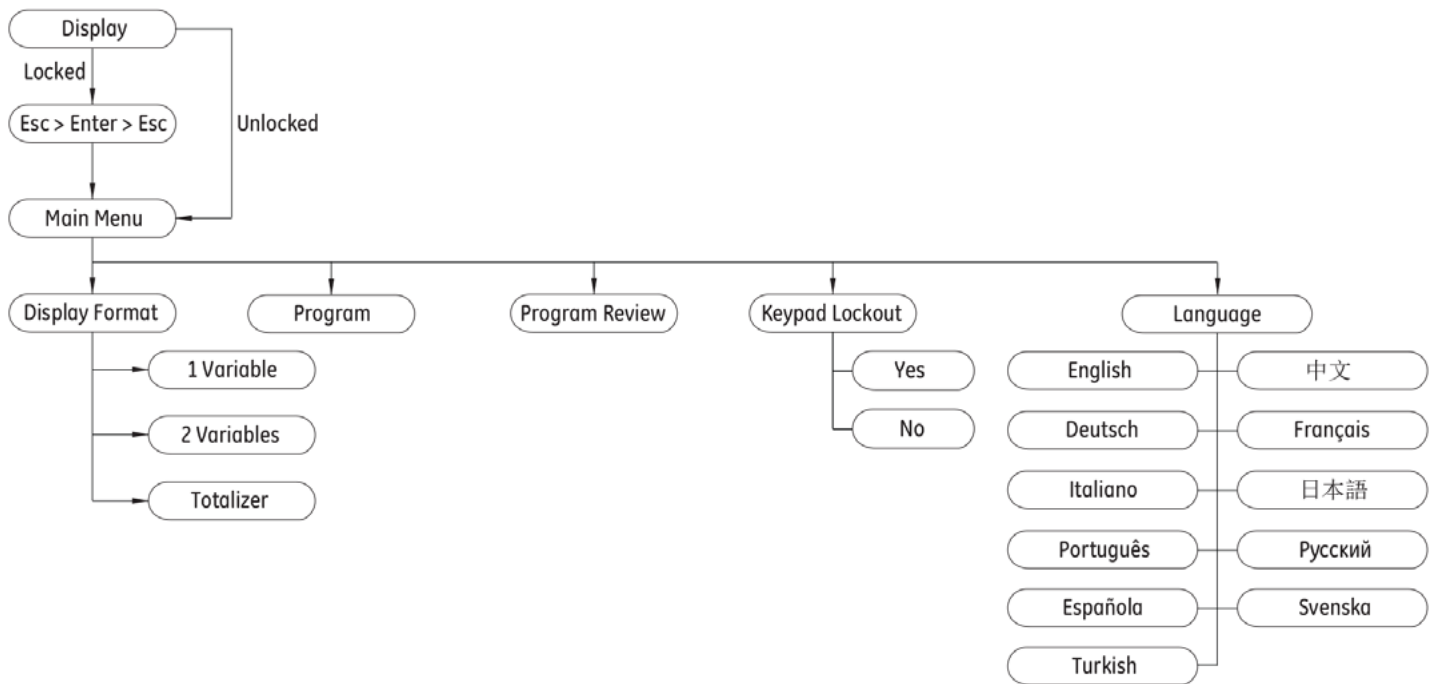 Display
Locked
Esc > Enter > Esc
Unlocked
Main Menu
Display Format
Program
Program Review
Keypad Lockout
Language
1 Variable
2 Variables
Totalizer
Yes
No
English
中文
Deutsch
Français
Italiano
日本語
Português
Русский
Española
Svenska
Turkish